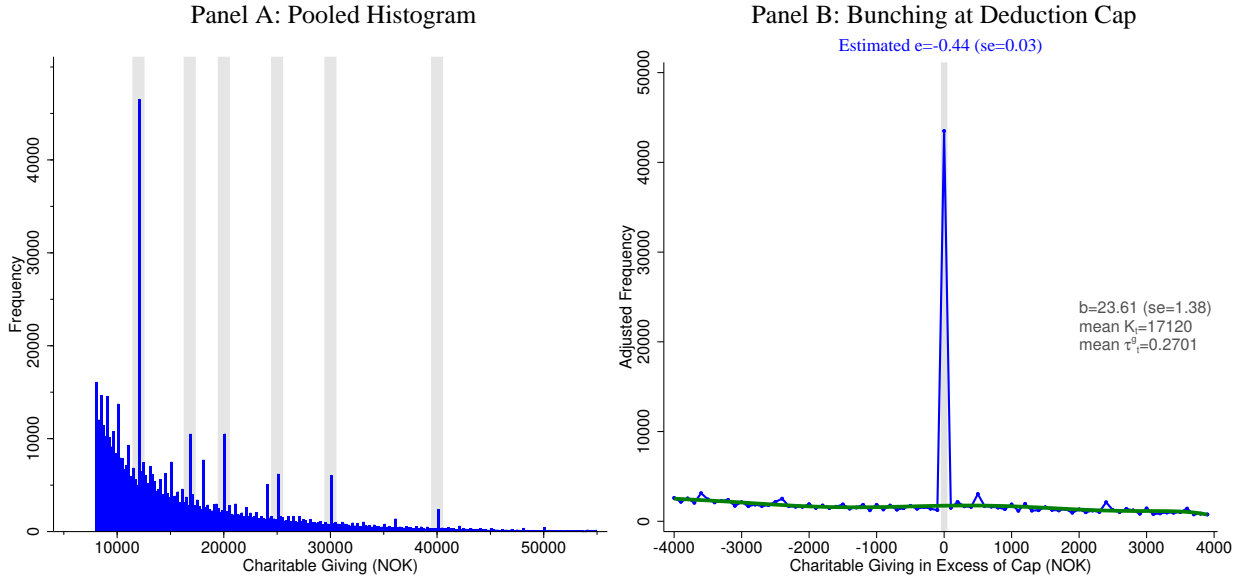 Panel A: Pooled Histogram
Frequency
0
10000
20000
30000
40000
10000
20000
30000
40000
50000
Charitable Giving (NOK)
Panel B: Bunching at Deduction Cap
Estimated e=-0.44 (se=0.03)
Adjusted Frequency
0
10000
20000
30000
40000
50000
b=23.61 (se=1.38)
mean Kₜ=17120
mean τᵍₜ=0.2701
-4000
-3000
-2000
-1000
0
1000
2000
3000
4000
Charitable Giving in Excess of Cap (NOK)